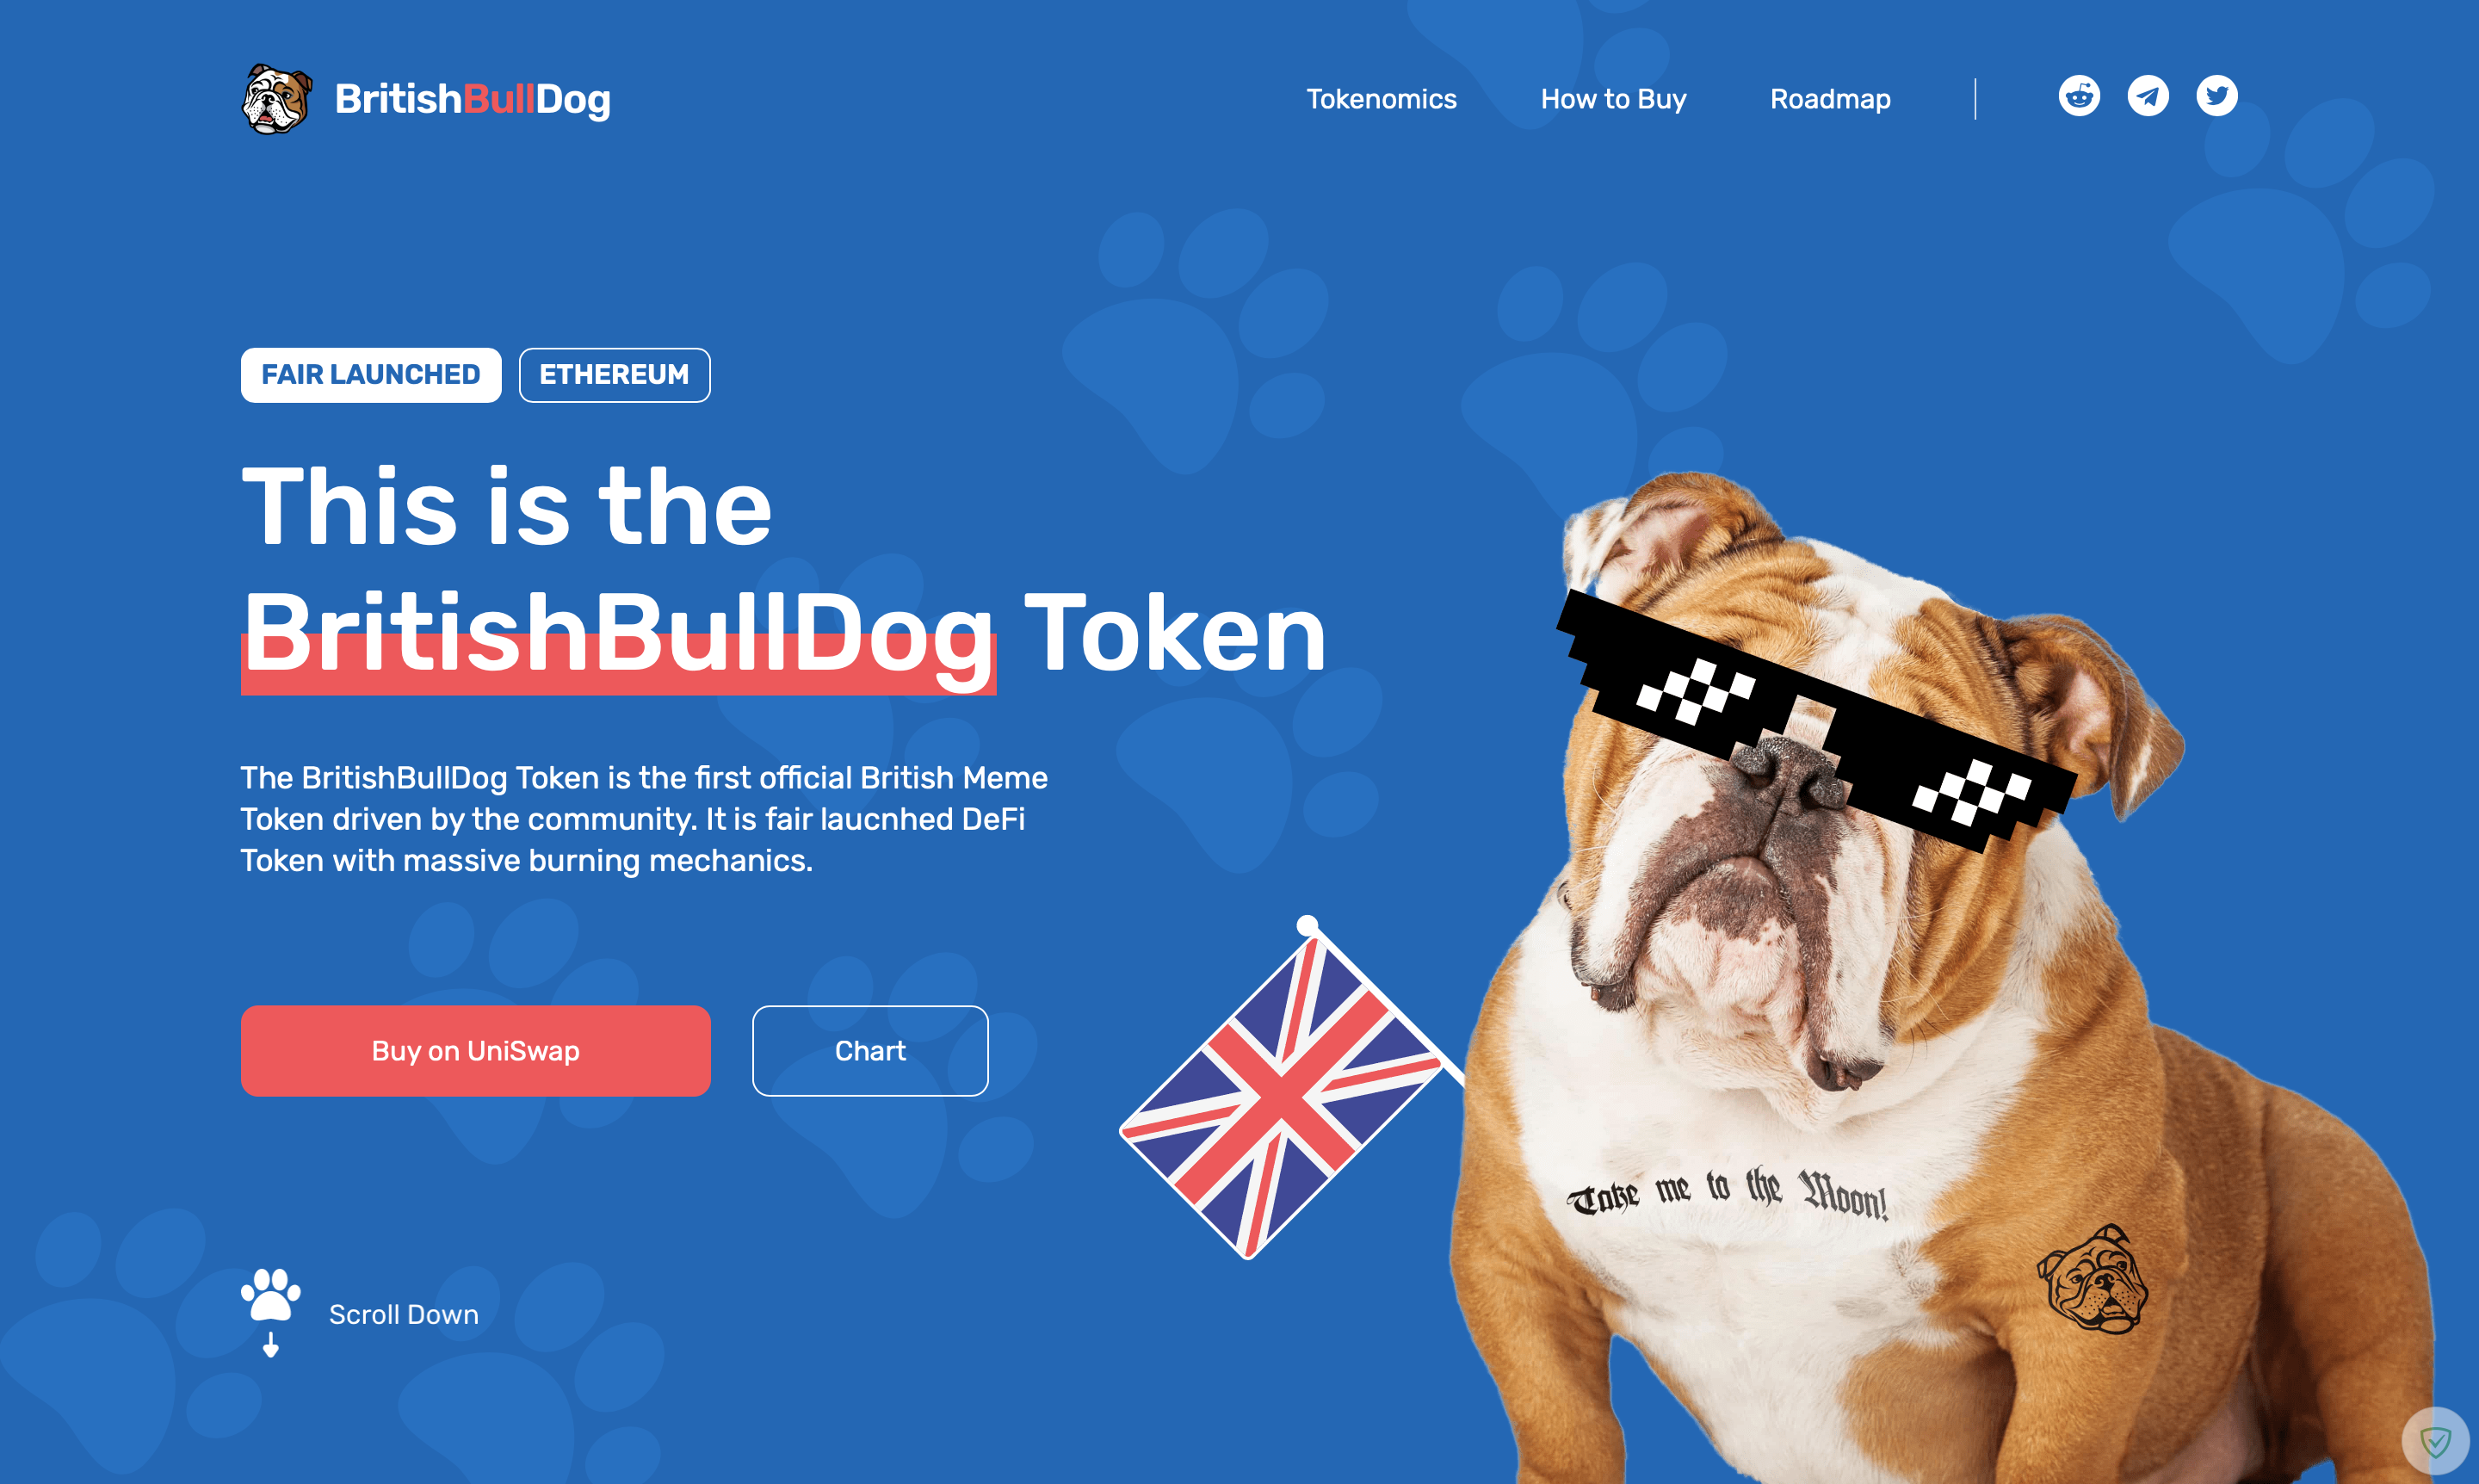 BritishBullDog
Tokenomics
How to Buy
Roadmap
FAIR LAUNCHED
ETHEREUM
This is the
BritishBullDog Token
The BritishBullDog Token is the first official British Meme
Token driven by the community. It is fair laucnhed DeFi
Token with massive burning mechanics.
Buy on UniSwap
Chart
Take me to the Moon!
Scroll Down